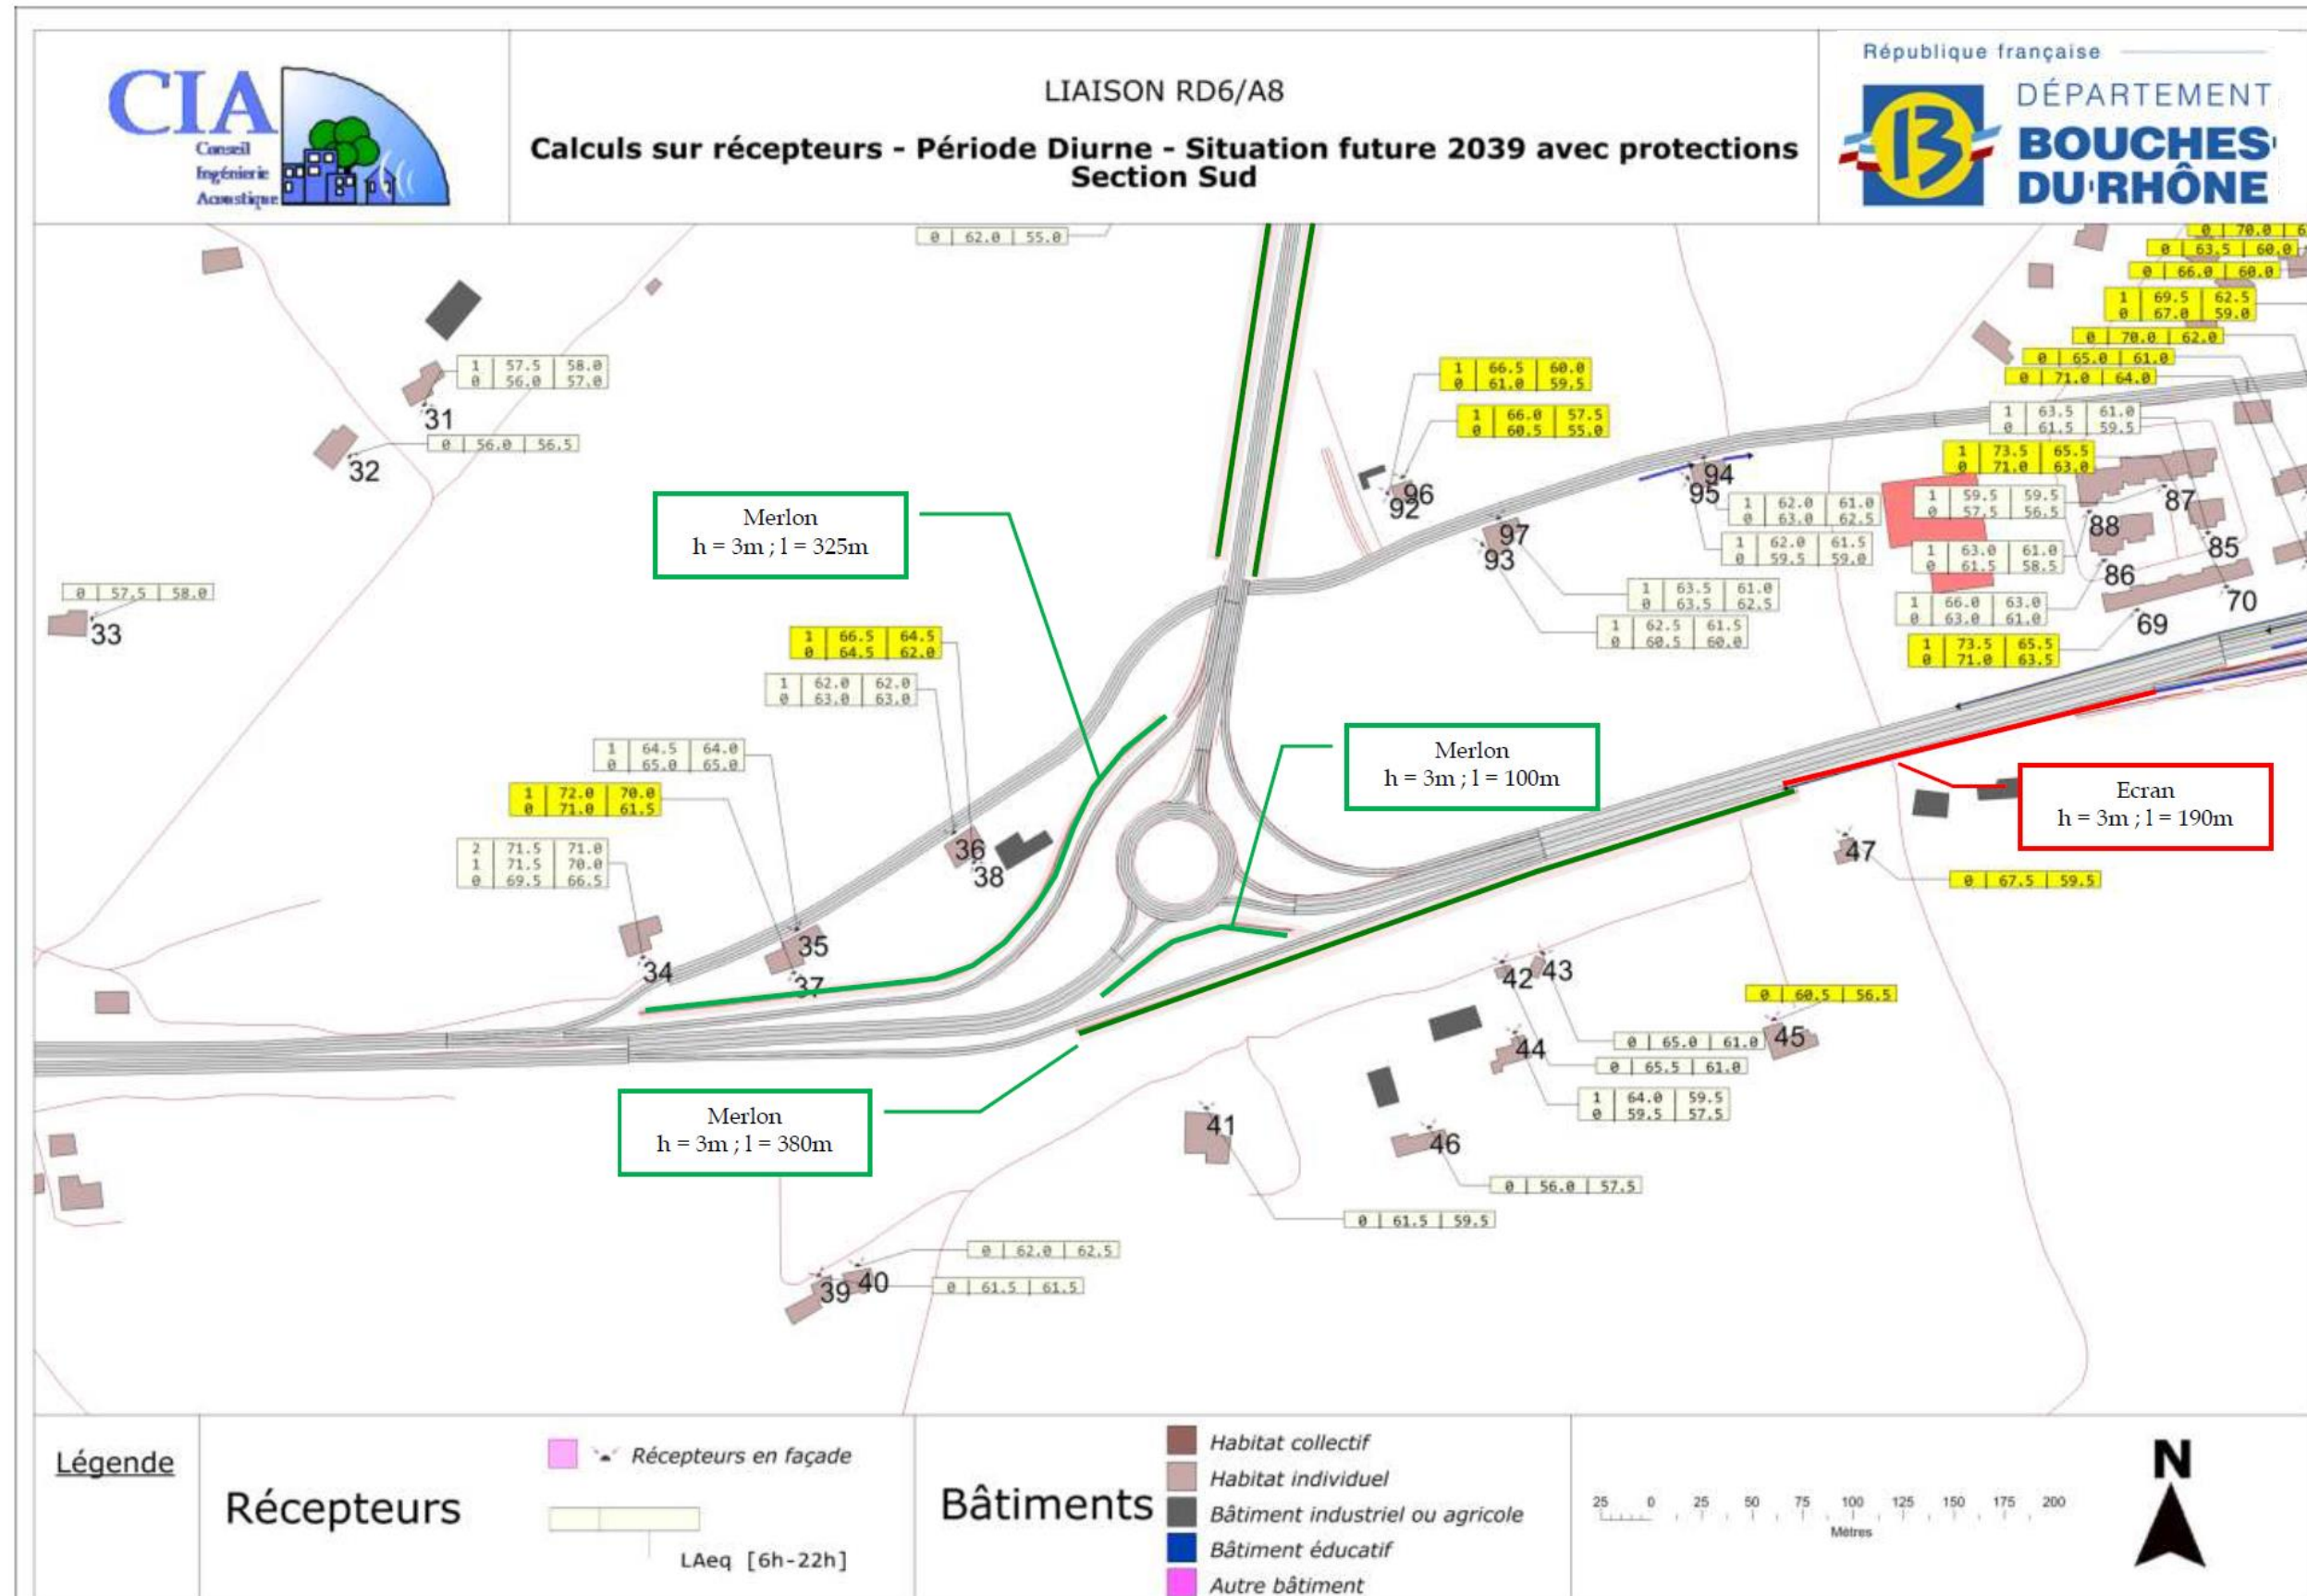 CIA
Conseil
Ingénierie
Acoustique
LIAISON RD6/A8
Calculs sur récepteurs - Période Diurne - Situation future 2039 avec protections
Section Sud
République française
DÉPARTEMENT
BOUCHES-
DU·RHÔNE
13
0 | 62.0 | 55.0
0 | 70.0 | 6
0 | 63.5 | 60.0
0 | 66.0 | 60.0
1 | 69.5 | 62.5
0 | 67.0 | 59.0
0 | 70.0 | 62.0
0 | 65.0 | 61.0
0 | 71.0 | 64.0
1 | 57.5 | 58.0
0 | 56.0 | 57.0
31
0 | 56.0 | 56.5
32
1 | 66.5 | 60.0
0 | 61.0 | 59.5
1 | 66.0 | 57.5
0 | 60.5 | 55.0
1 | 63.5 | 61.0
0 | 61.5 | 59.5
1 | 73.5 | 65.5
0 | 71.0 | 63.0
96
92
94
95
1 | 59.5 | 59.5
0 | 57.5 | 56.5
87
88
85
1 | 62.0 | 61.0
0 | 63.0 | 62.5
97
93
1 | 62.0 | 61.5
0 | 59.5 | 59.0
1 | 63.0 | 61.0
0 | 61.5 | 58.5
86
70
69
Merlon
h = 3m ; l = 325m
0 | 57.5 | 58.0
33
1 | 63.5 | 61.0
0 | 63.5 | 62.5
1 | 66.0 | 63.0
0 | 63.0 | 61.0
1 | 62.5 | 61.5
0 | 60.5 | 60.0
1 | 73.5 | 65.5
0 | 71.0 | 63.5
1 | 66.5 | 64.5
0 | 64.5 | 62.0
1 | 62.0 | 62.0
0 | 63.0 | 63.0
1 | 64.5 | 64.0
0 | 65.0 | 65.0
1 | 72.0 | 70.0
0 | 71.0 | 61.5
2 | 71.5 | 71.0
1 | 71.5 | 70.0
0 | 69.5 | 66.5
Merlon
h = 3m ; l = 100m
Ecran
h = 3m ; l = 190m
36
38
47
0 | 67.5 | 59.5
35
34
37
42
43
0 | 60.5 | 56.5
44
45
0 | 65.0 | 61.0
0 | 65.5 | 61.0
1 | 64.0 | 59.5
0 | 59.5 | 57.5
Merlon
h = 3m ; l = 380m
41
46
0 | 56.0 | 57.5
0 | 61.5 | 59.5
0 | 62.0 | 62.5
39
40
0 | 61.5 | 61.5
Légende
Récepteurs
Récepteurs en façade
LAeq [6h-22h]
Bâtiments
Habitat collectif
Habitat individuel
Bâtiment industriel ou agricole
Bâtiment éducatif
Autre bâtiment
25 0 25 50 75 100 125 150 175 200
Mètres
N